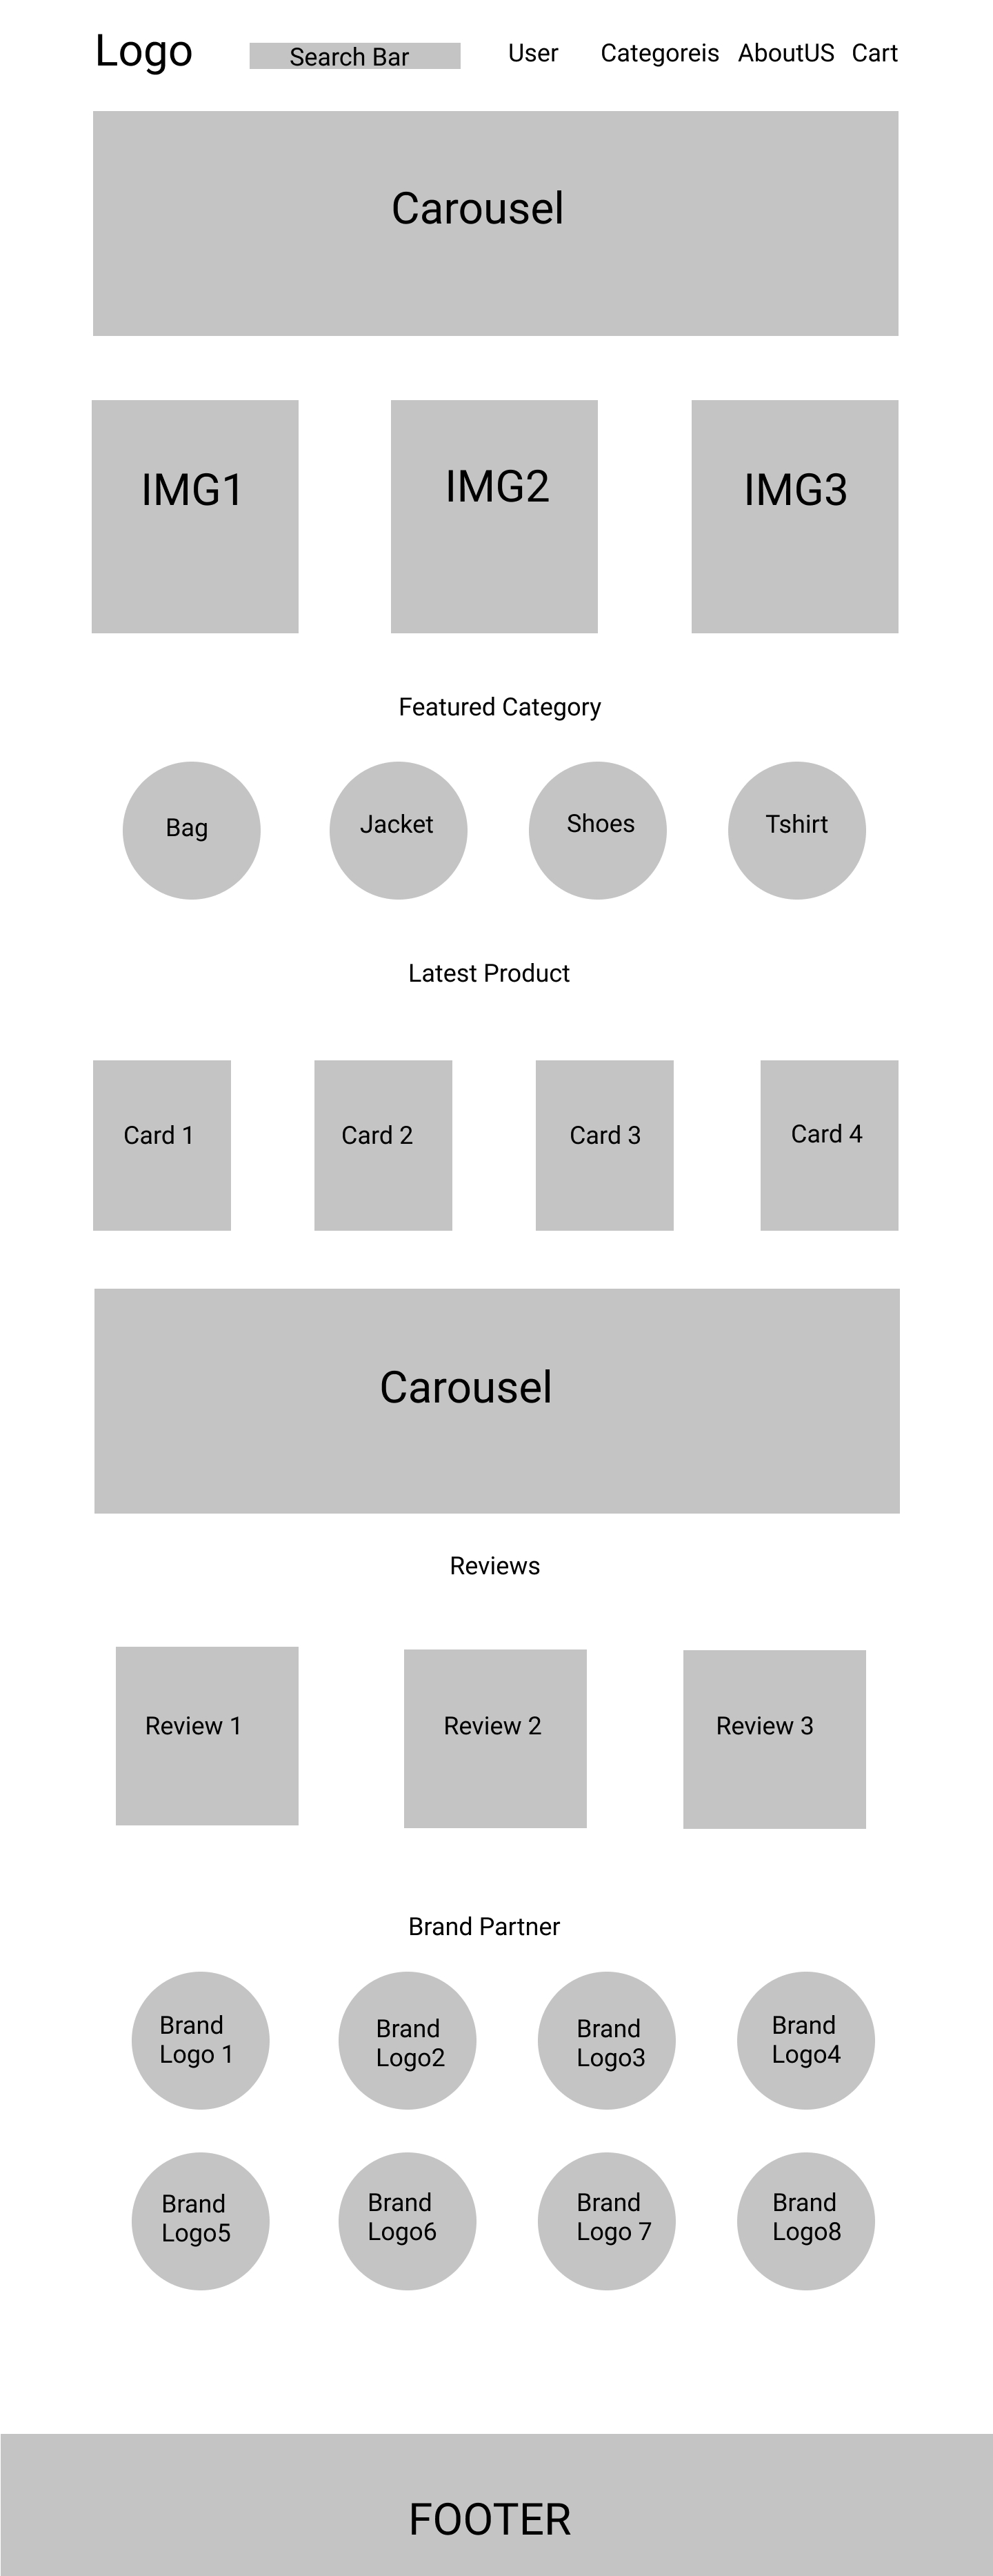 Logo
Search Bar
User
Categoreis
AboutUS
Cart
Carousel
IMG1
IMG2
IMG3
Featured Category
Bag
Jacket
Shoes
Tshirt
Latest Product
Card 1
Card 2
Card 3
Card 4
Carousel
Reviews
Review 1
Review 2
Review 3
Brand Partner
Brand
Logo 1
Brand
Logo2
Brand
Logo3
Brand
Logo4
Brand
Logo5
Brand
Logo6
Brand
Logo 7
Brand
Logo8
FOOTER